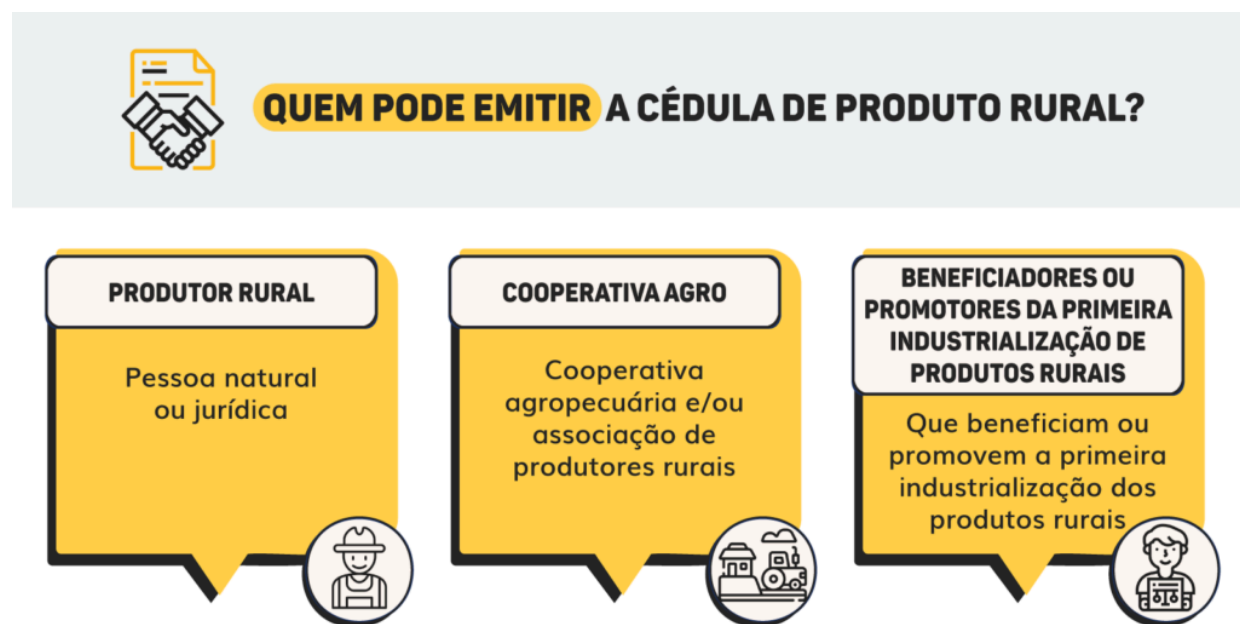 QUEM PODE EMITIR A CÉDULA DE PRODUTO RURAL?
PRODUTOR RURAL
Pessoa natural
ou jurídica
COOPERATIVA AGRO
Cooperativa
agropecuária e/ou
associação de
produtores rurais
BENEFICIADORES OU
PROMOTORES DA PRIMEIRA
INDUSTRIALIZAÇÃO DE
PRODUTOS RURAIS
Que beneficiam ou
promovem a primeira
industrialização dos
produtos rurais